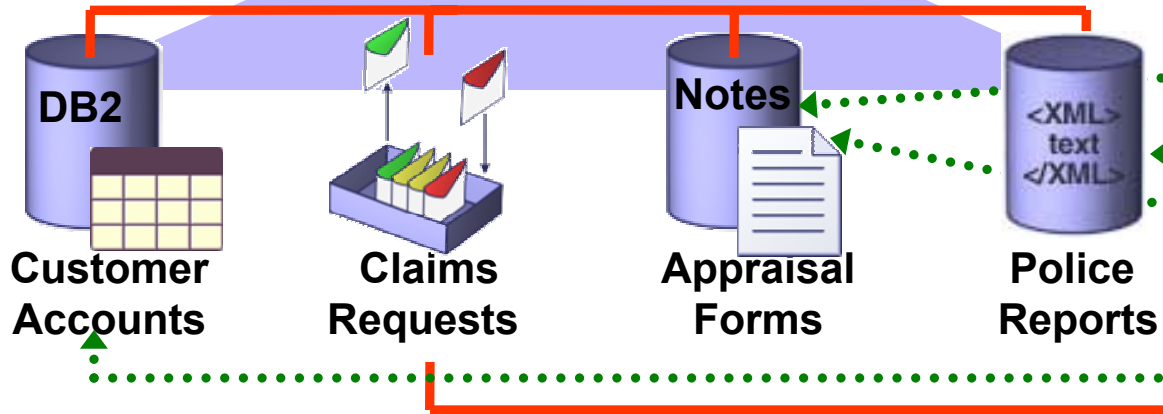 DB2
Notes
<XML>
text
</XML>
Customer
Accounts
Claims
Requests
Appraisal
Forms
Police
Reports